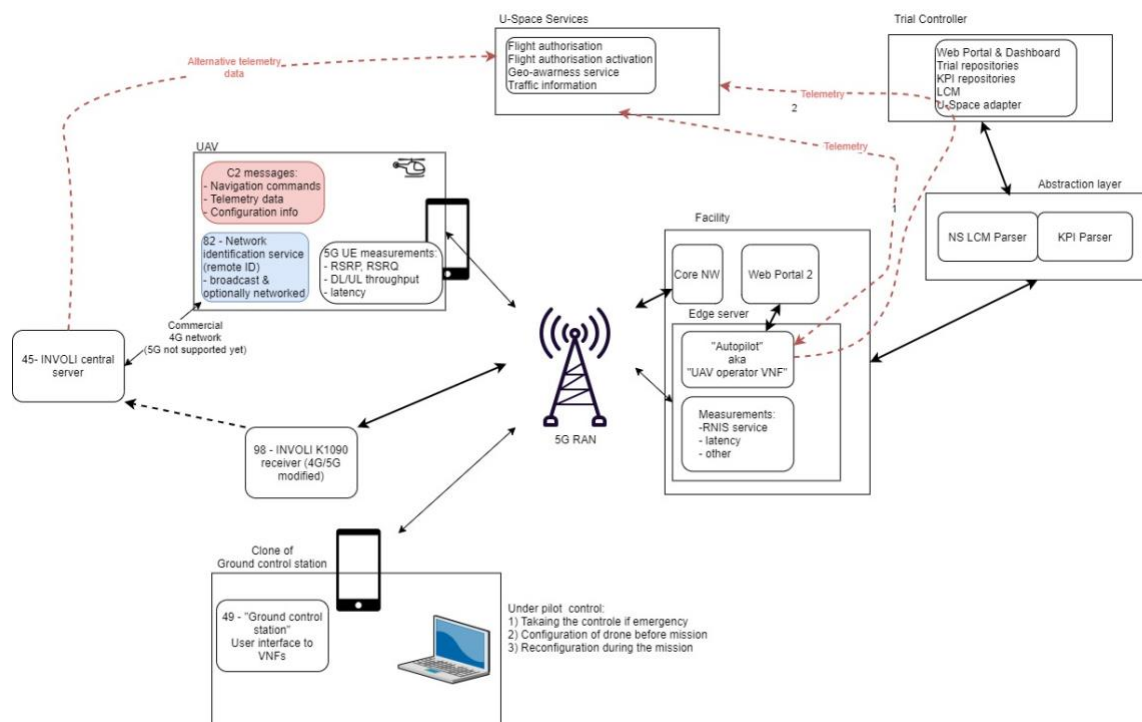 U-Space Services
Flight authorisation
Flight authorisation activation
Geo-awarness service
Traffic information
Trial Controller
Web Portal & Dashboard
Trial repositories
KPI repositories
LCM
U-Space adapter
Alternative telemetry
data
Telemetry
2
Telemetry
1
UAV
C2 messages:
- Navigation commands
- Telemetry data
- Configuration info
82 - Network
identification service
(remote ID)
- broadcast &
optionally networked
5G UE measurements:
- RSRP, RSRQ
- DL/UL throughput
- latency
Abstraction layer
NS LCM Parser
KPI Parser
Facility
Core NW
Web Portal 2
Edge server
"Autopilot"
aka
"UAV operator VNF"
Measurements:
-RNIS service
- latency
- other
Commercial
4G network
(5G not supported yet)
45- INVOLI central
server
98 - INVOLI K1090
receiver (4G/5G
modified)
5G RAN
Clone of
Ground control station
49 - "Ground control
station"
User interface to
VNFs
Under pilot control:
1) Takaing the controle if emergency
2) Configuration of drone before mission
3) Reconfiguration during the mission